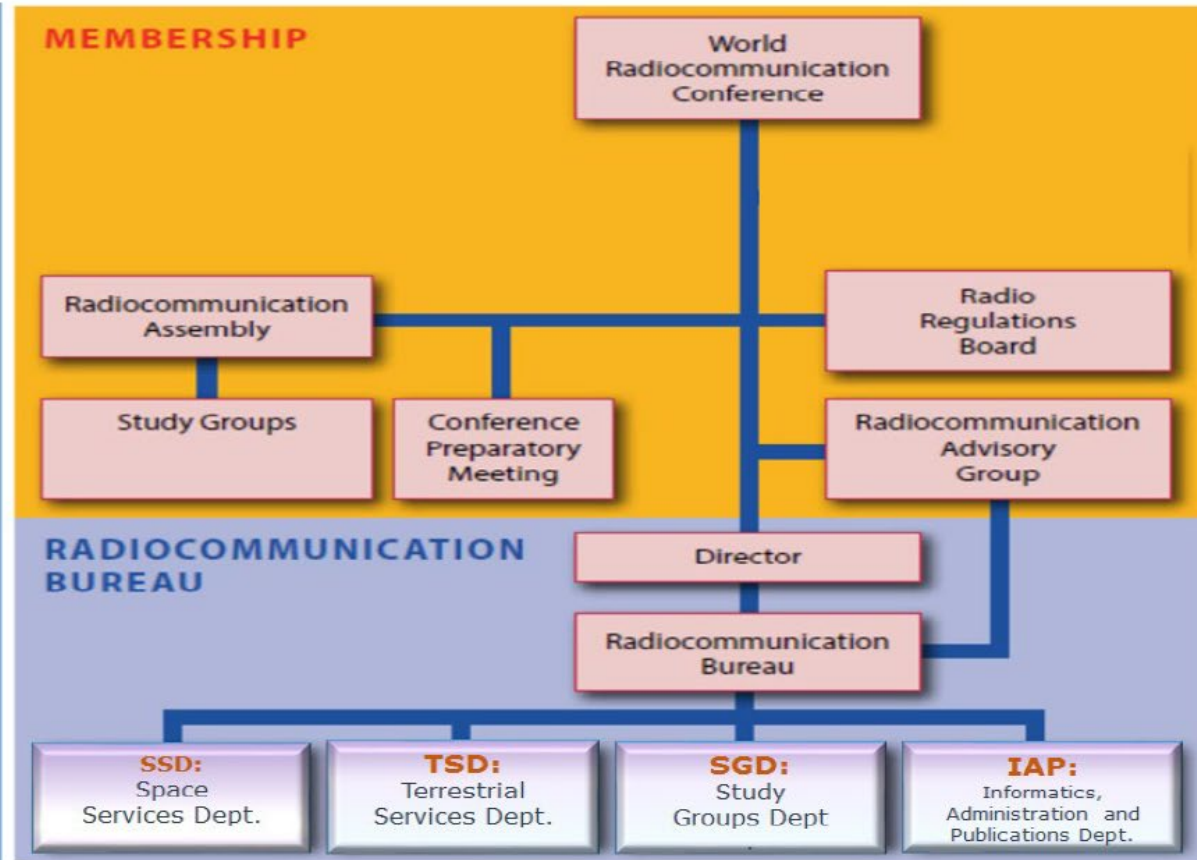 MEMBERSHIP
World
Radiocommunication
Conference
Radiocommunication
Assembly
Radio
Regulations
Board
Study Groups
Conference
Preparatory
Meeting
Radiocommunication
Advisory
Group
RADIOCOMMUNICATION
BUREAU
Director
Radiocommunication
Bureau
SSD:
Space
Services Dept.
TSD:
Terrestrial
Services Dept.
SGD:
Study
Groups Dept
IAP:
Informatics,
Administration and
Publications Dept.